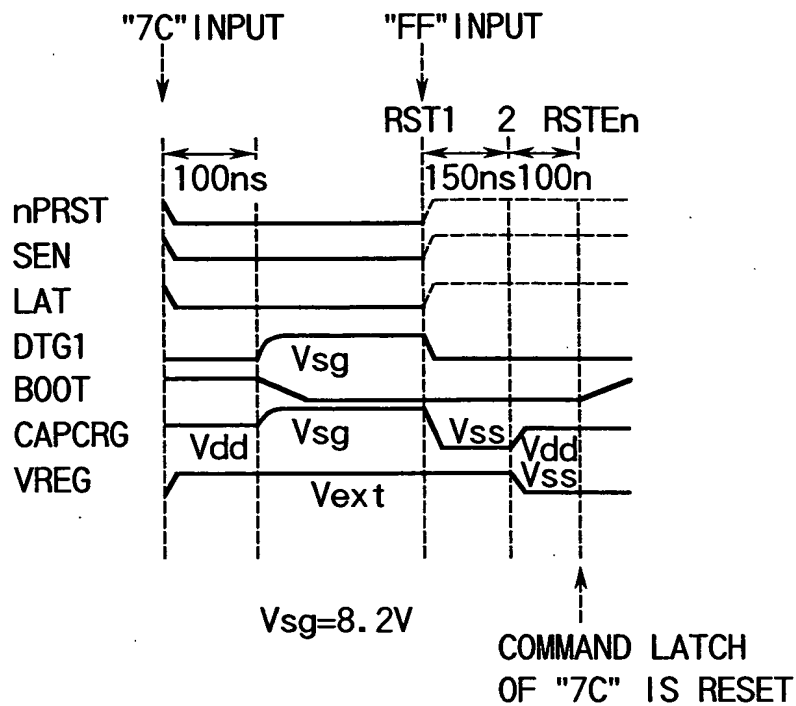 "7C" INPUT "FF" INPUT
RST1 2 RSTEn
100ns 150ns 100n
nPRST
SEN
LAT
DTG1 Vsg
BOOT
CAPCRG Vdd Vsg Vss Vdd
VREG Vext Vss
Vsg=8.2V
COMMAND LATCH
OF "7C" IS RESET